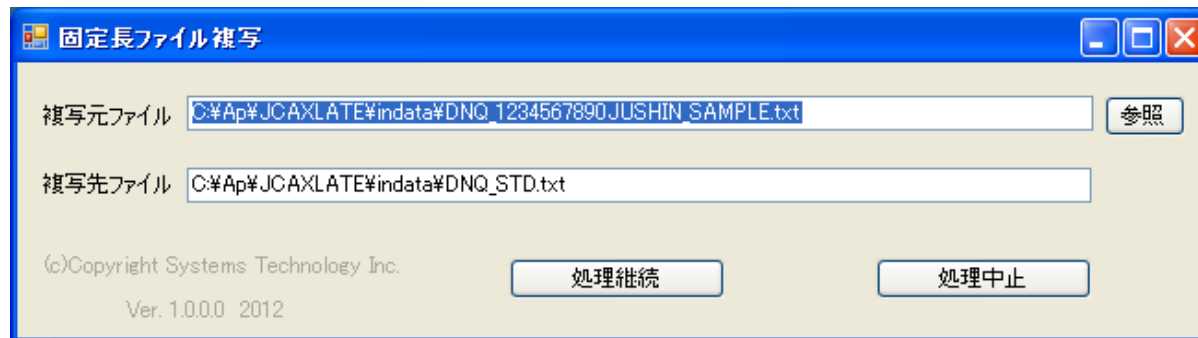 固定長ファイル複写
複写元ファイル C:¥Ap¥JCAXLATE¥indata¥DNQ_1234567890JUSHIN_SAMPLE.txt 参照
複写先ファイル C:¥Ap¥JCAXLATE¥indata¥DNQ_STD.txt
(c)Copyright Systems Technology Inc. 処理継続 処理中止
Ver. 1.0.0.0 2012